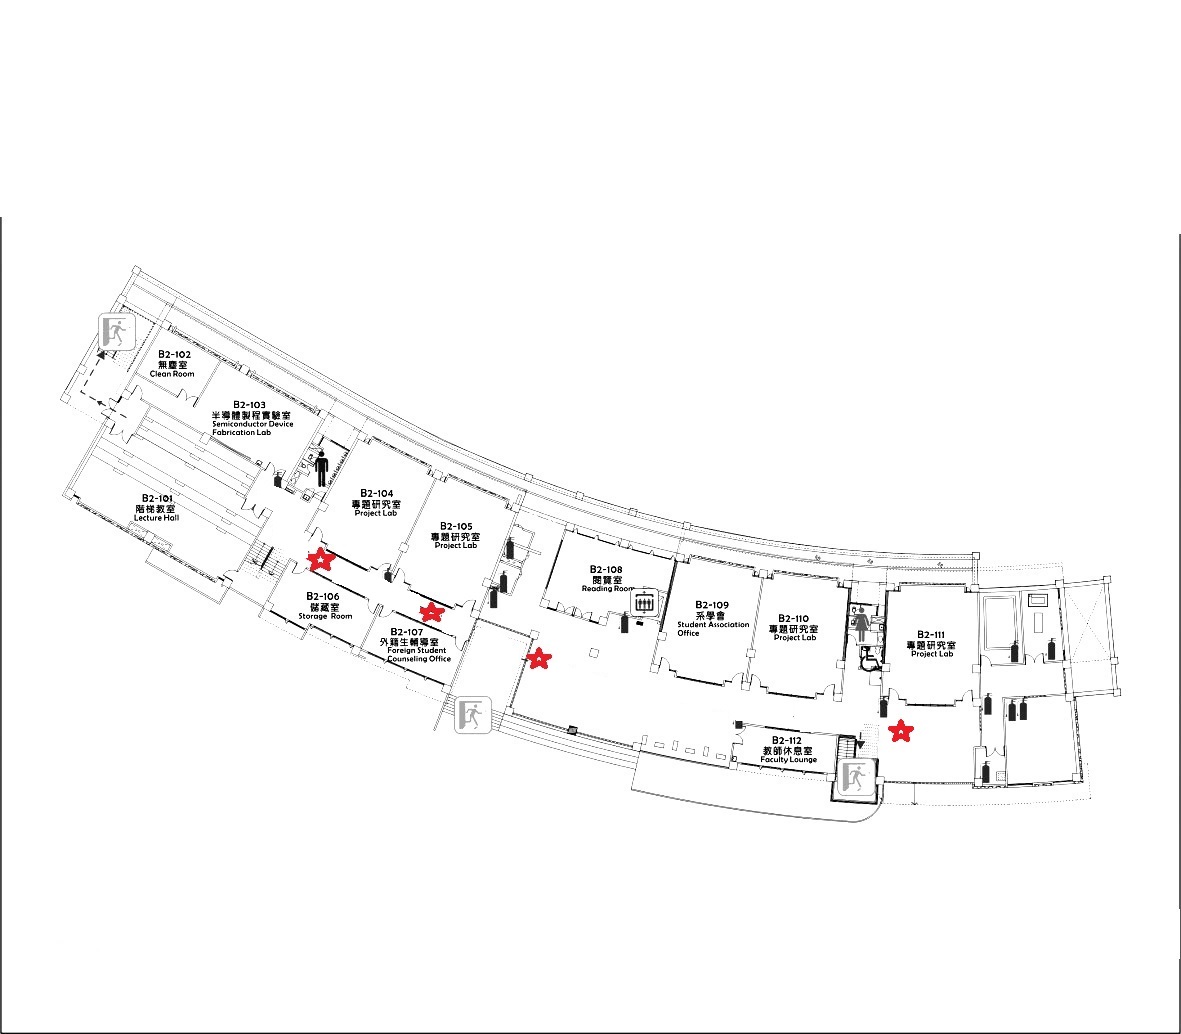 B2-102
無塵室
Clean Room
B2-103
半導體製程實驗室
Semiconductor Device
Fabrication Lab
B2-101
階梯教室
Lecture Hall
B2-104
專題研究室
Project Lab
B2-105
專題研究室
Project Lab
B2-106
儲藏室
Storage Room
B2-107
外籍生輔導室
Foreign Student
Counseling Office
B2-108
閱覽室
Reading Room
B2-109
系學會
Student Association
Office
B2-110
專題研究室
Project Lab
B2-111
專題研究室
Project Lab
B2-112
教師休息室
Faculty Lounge